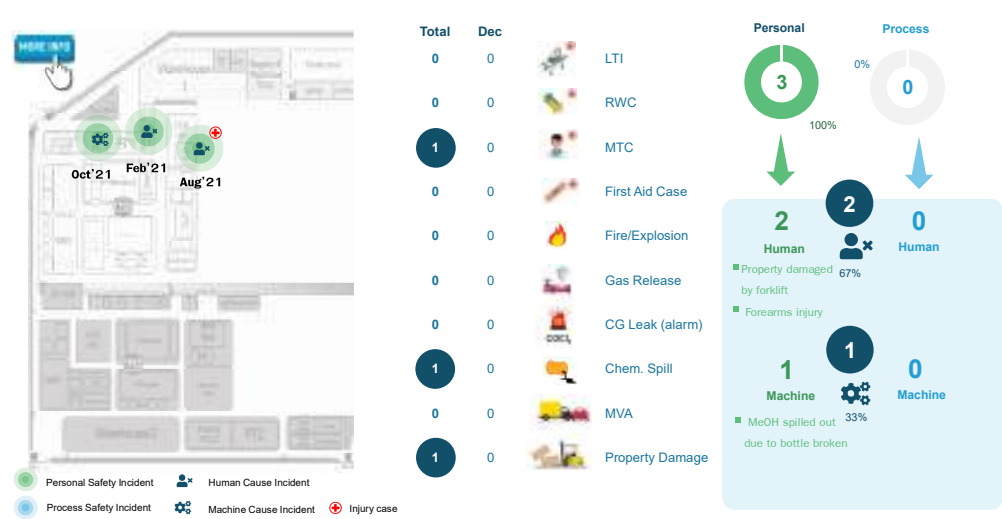 MORE INFO
Warehouse
Oct'21
Feb'21
Aug'21
Personal Safety Incident
Human Cause Incident
Process Safety Incident
Machine Cause Incident
Injury case
Total Dec
0 0 LTI
0 0 RWC
1 0 MTC
0 0 First Aid Case
0 0 Fire/Explosion
0 0 Gas Release
0 0 CG Leak (alarm)
1 0 Chem. Spill
0 0 MVA
1 0 Property Damage
Personal Process
3
100%
0%
0
2
2
0
Human
Human
67%
Property damaged
by forklift
Forearms injury
1
1
0
Machine
Machine
33%
MeOH spilled out
due to bottle broken